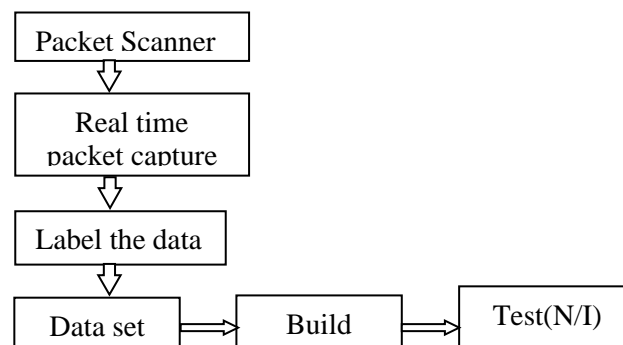 Packet Scanner
Real time
packet capture
Label the data
Data set
Build
Test(N/I)